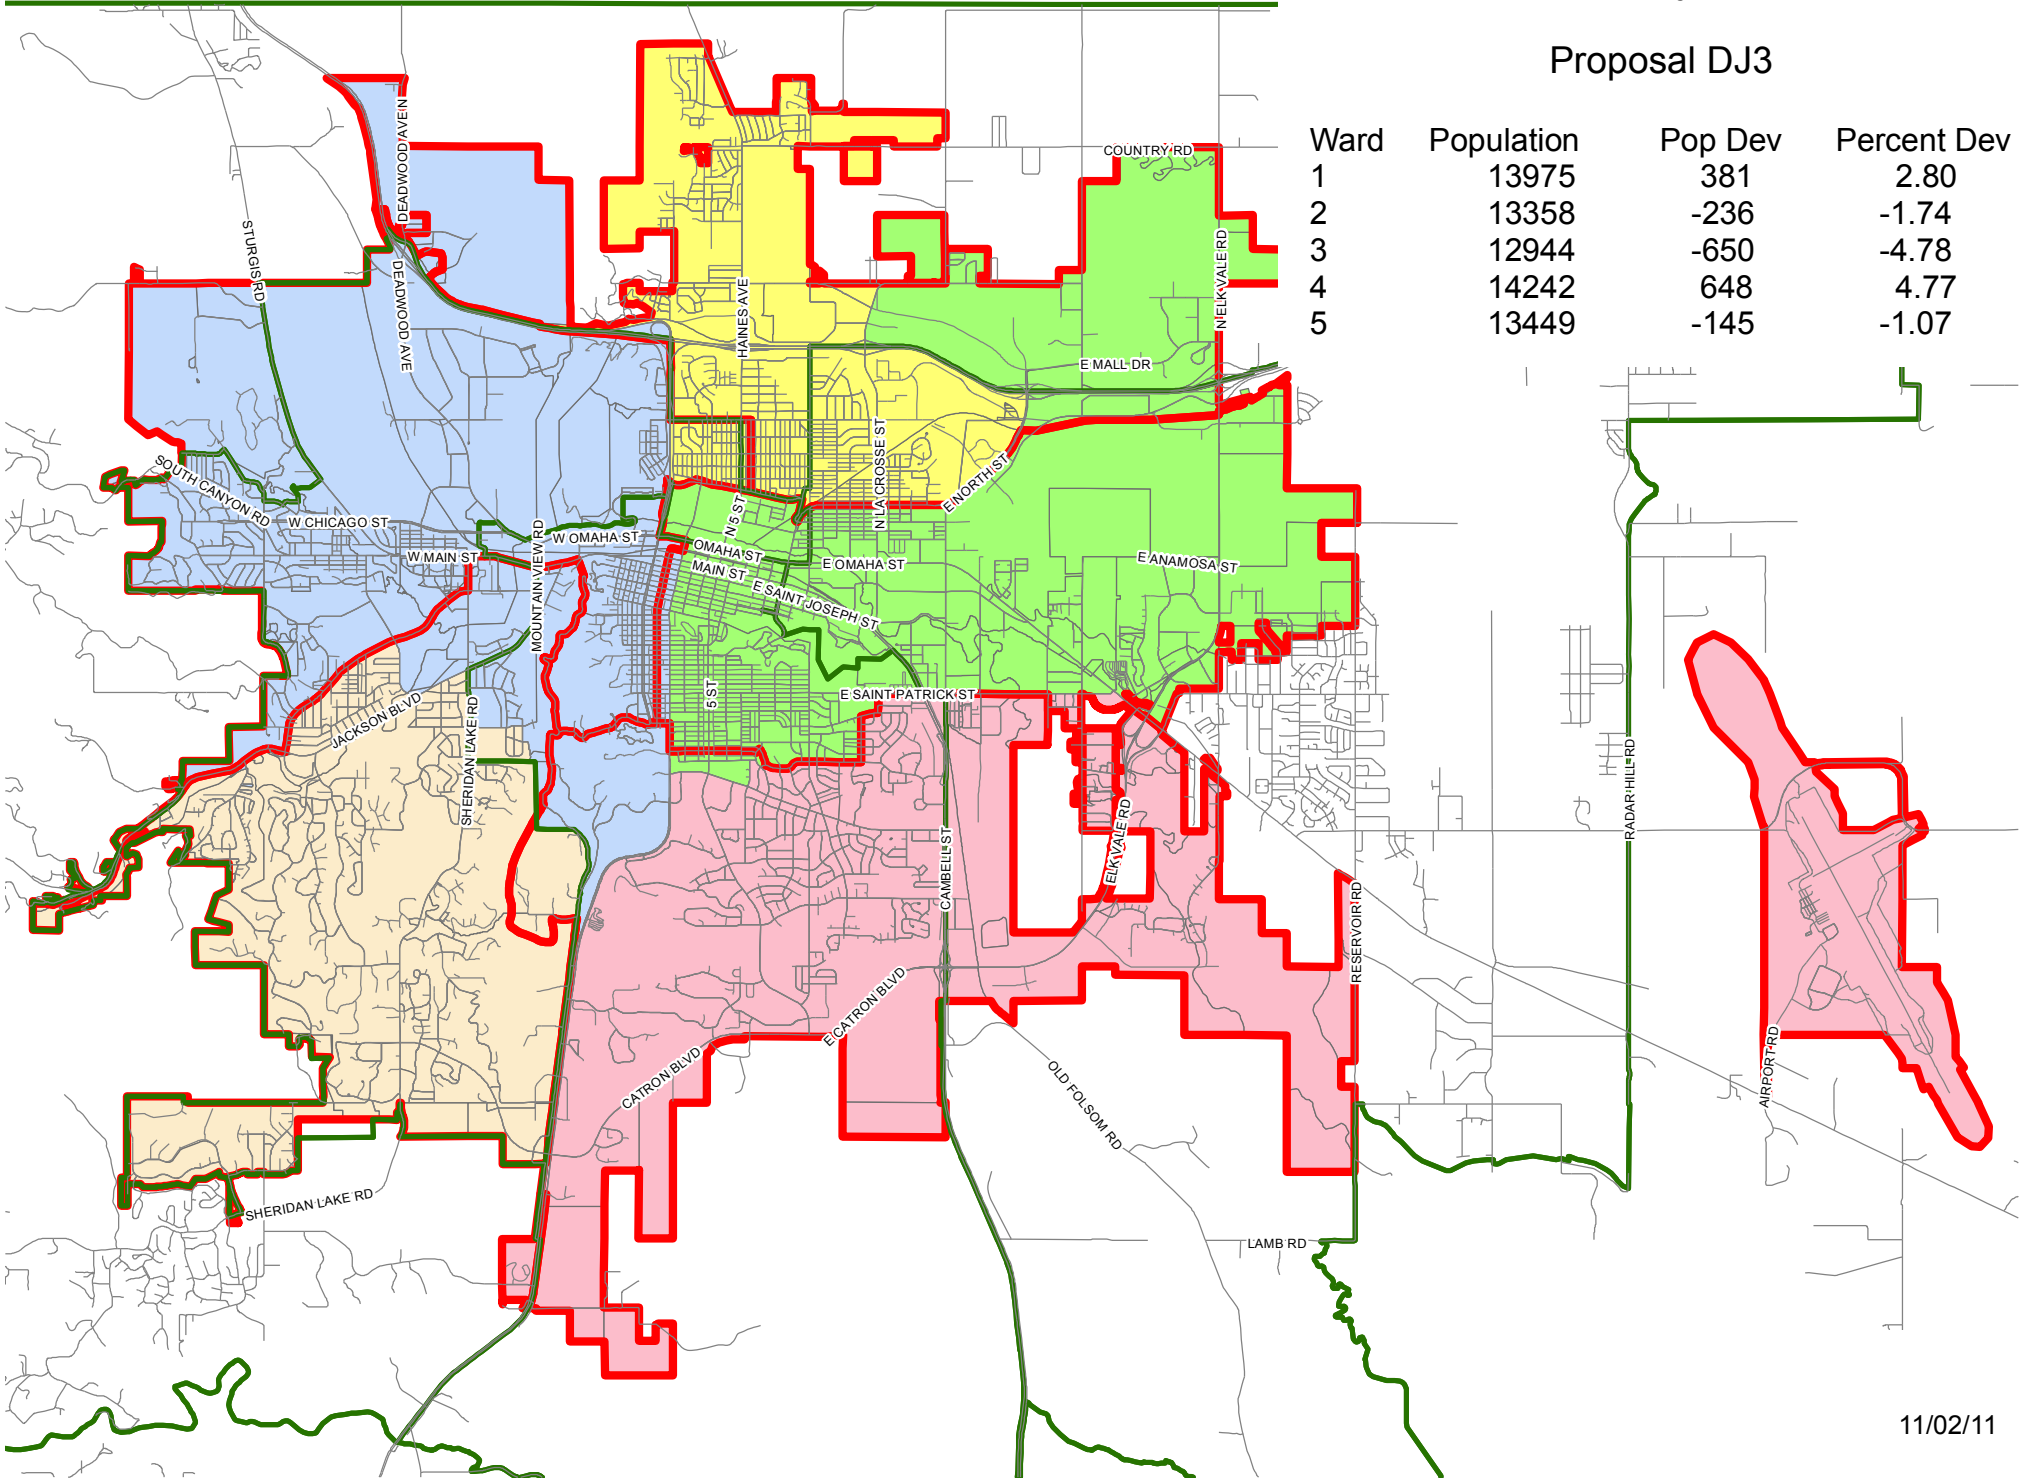 Proposal DJ3
Ward Population Pop Dev Percent Dev
1 13975 381 2.80
2 13358 -236 -1.74
3 12944 -650 -4.78
4 14242 648 4.77
5 13449 -145 -1.07
COUNTRY RD
DEADWOOD AVE N
STURGIS RD
DEADWOOD AVE
HAINES AVE
N ELK VALE RD
E MALL DR
SOUTH CANYON RD
W CHICAGO ST
W MAIN ST
MOUNTAIN VIEW RD
W OMAHA ST
N 5 ST
N LA CROSSE ST
E NORTH ST
OMAHA ST
MAIN ST
E OMAHA ST
E SAINT JOSEPH ST
E ANAMOSA ST
5 ST
E SAINT PATRICK ST
JACKSON BLVD
SHERIDAN LAKE RD
CAMBELL ST
ELK VALE RD
RADAR HILL RD
RESERVOIR RD
E CATRON BLVD
CATRON BLVD
OLD FOLSOM RD
AIRPORT RD
SHERIDAN LAKE RD
LAMB RD
11/02/11